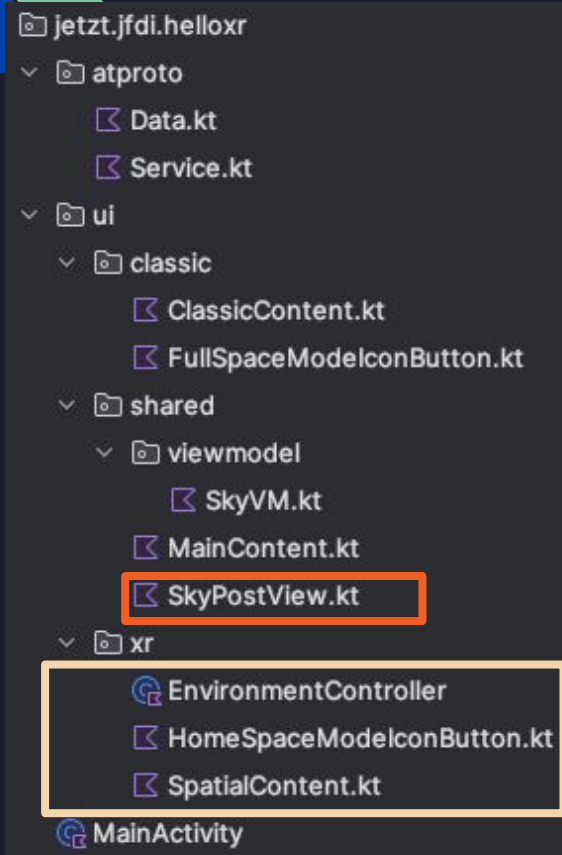 jetzt.jfdi.helloxr
atproto
Data.kt
Service.kt
ui
classic
ClassicContent.kt
FullSpaceModeIconButton.kt
shared
viewmodel
SkyVM.kt
MainContent.kt
SkyPostView.kt
xr
EnvironmentController
HomeSpaceModeIconButton.kt
SpatialContent.kt
MainActivity